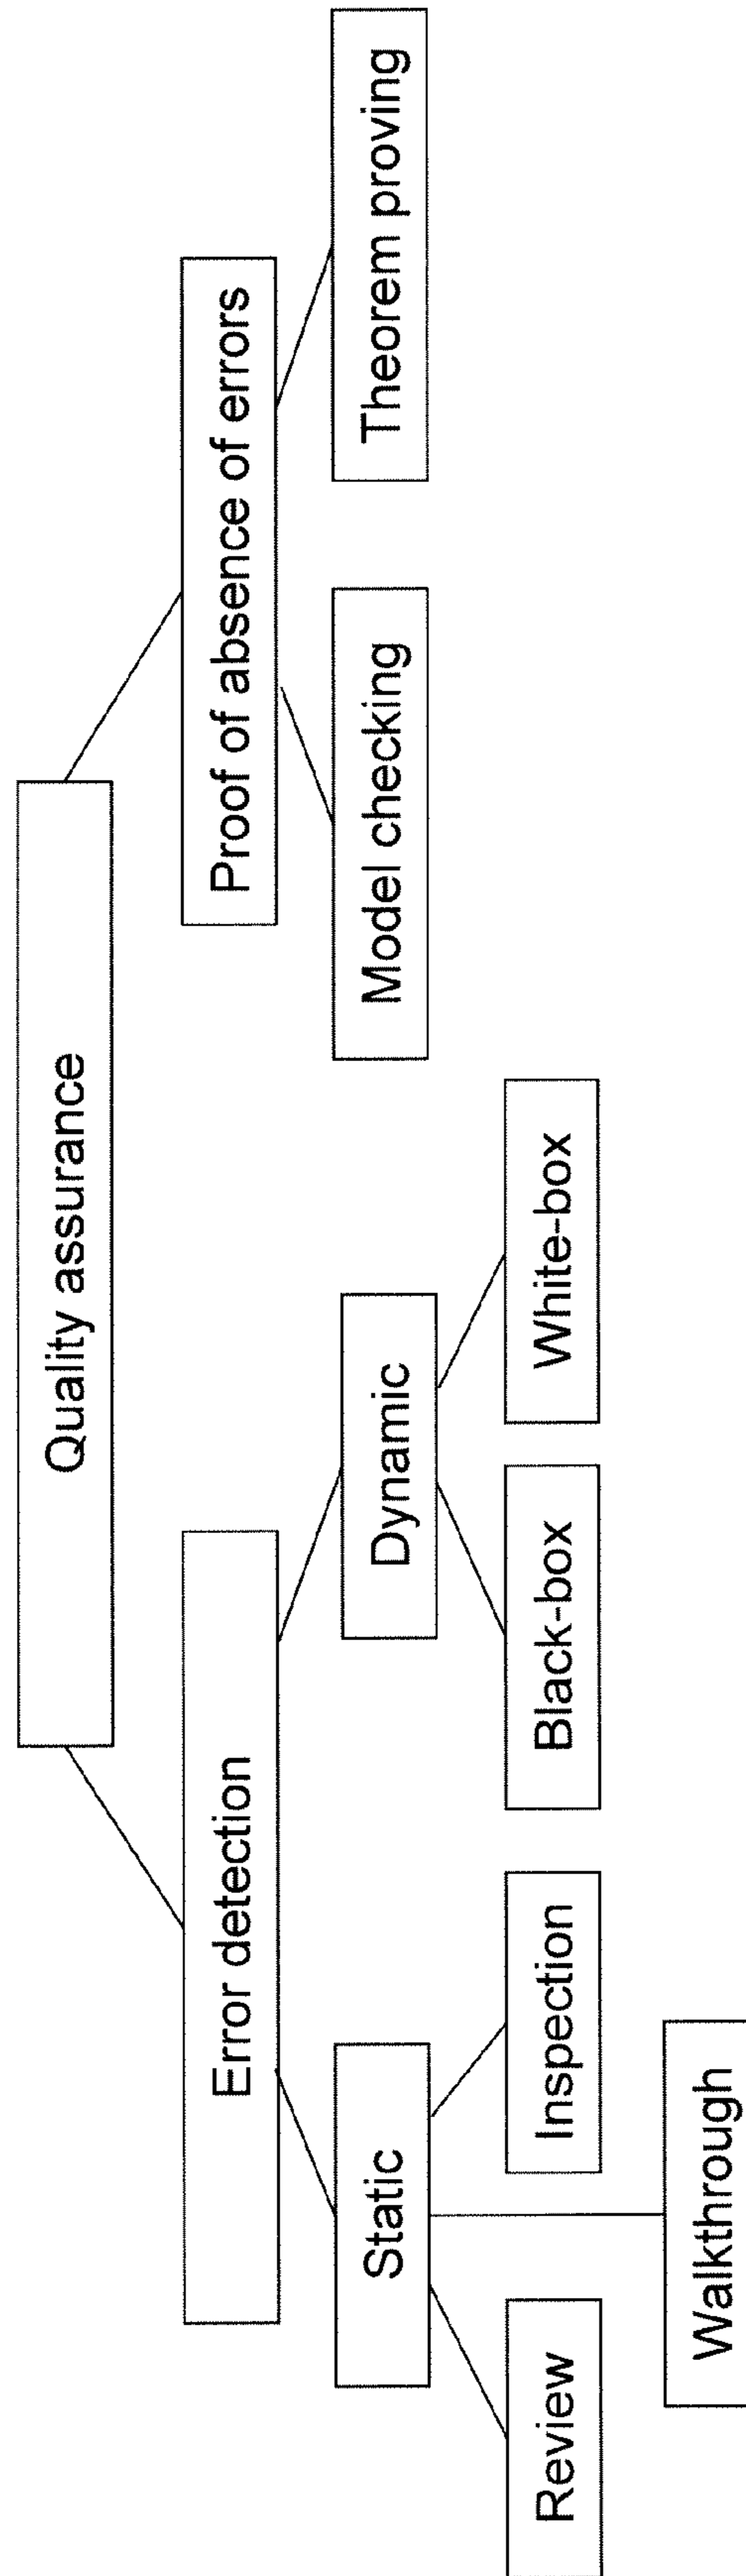 Quality assurance
Error detection
Proof of absence of errors
Static
Dynamic
Model checking
Theorem proving
Review
Inspection
Black-box
White-box
Walkthrough